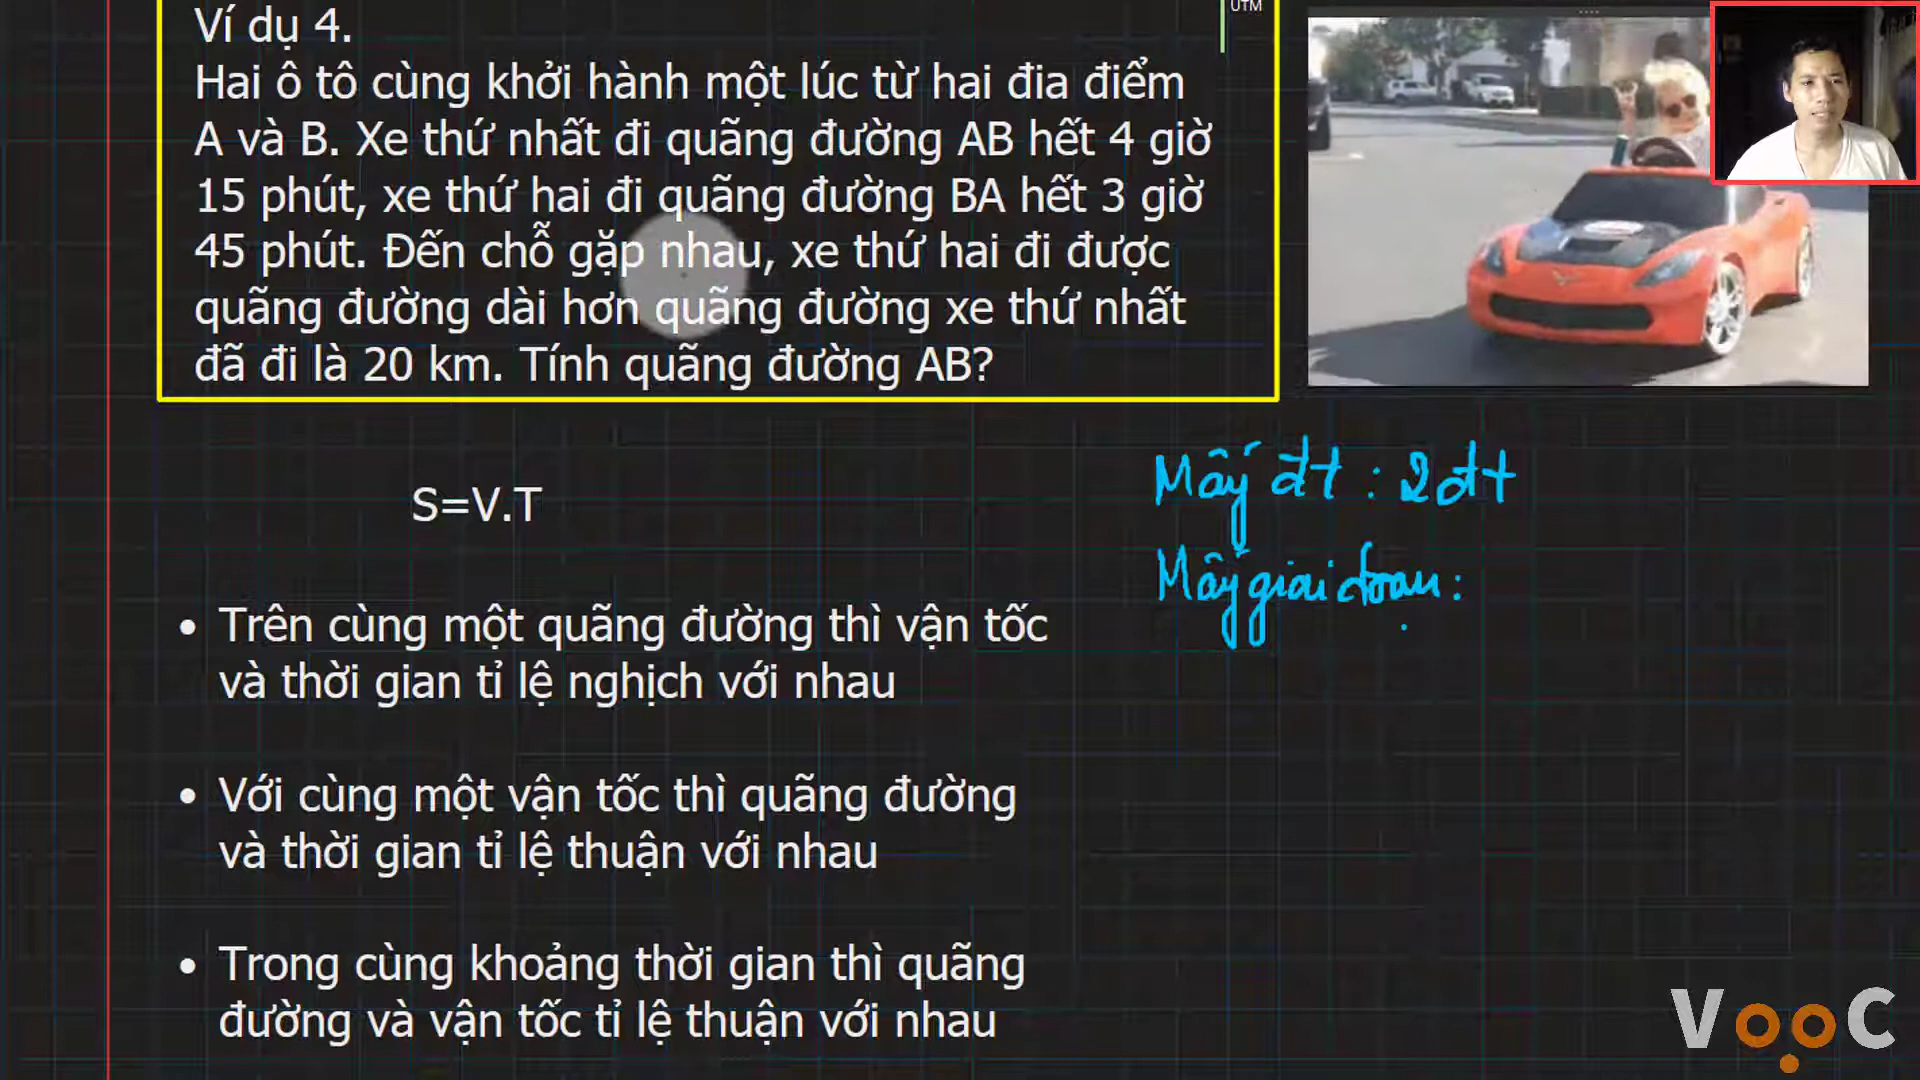 UTM
Ví dụ 4.
Hai ô tô cùng khởi hành một lúc từ hai đia điểm
A và B. Xe thứ nhất đi quãng đường AB hết 4 giờ
15 phút, xe thứ hai đi quãng đường BA hết 3 giờ
45 phút. Đến chỗ gặp nhau, xe thứ hai đi được
quãng đường dài hơn quãng đường xe thứ nhất
đã đi là 20 km. Tính quãng đường AB?
S=V.T
Mấy đt : 2đt
Mấy giai đoạn :
• Trên cùng một quãng đường thì vận tốc
và thời gian tỉ lệ nghịch với nhau
• Với cùng một vận tốc thì quãng đường
và thời gian tỉ lệ thuận với nhau
• Trong cùng khoảng thời gian thì quãng
đường và vận tốc tỉ lệ thuận với nhau
VOOC